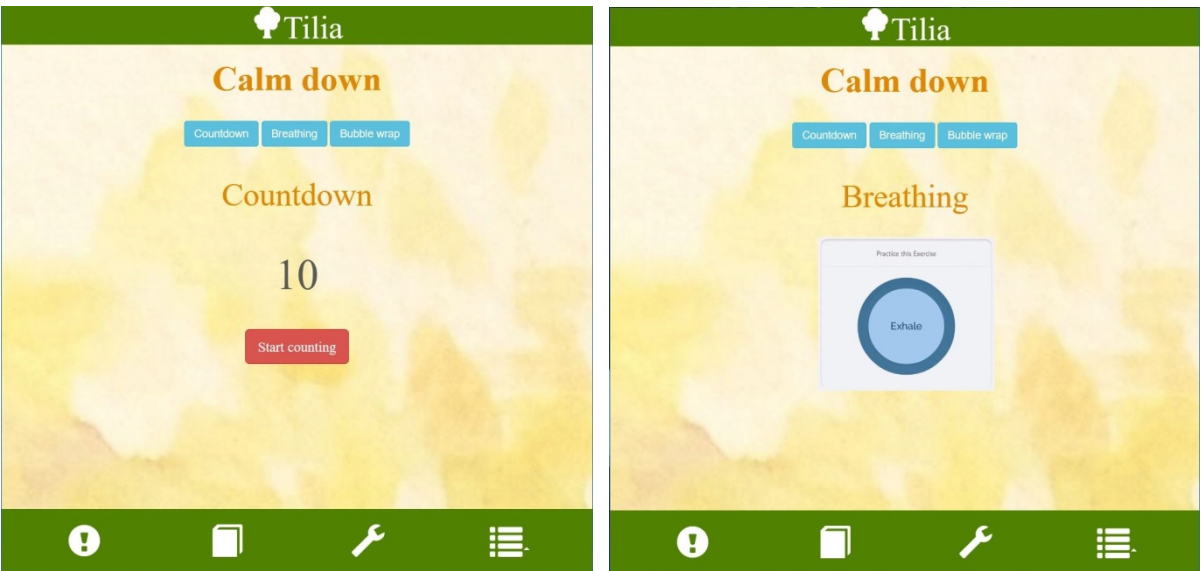 Tilia
Calm down
Countdown Breathing Bubble wrap
Countdown
10
Start counting
Tilia
Calm down
Countdown Breathing Bubble wrap
Breathing
Practice this Exercise
Exhale